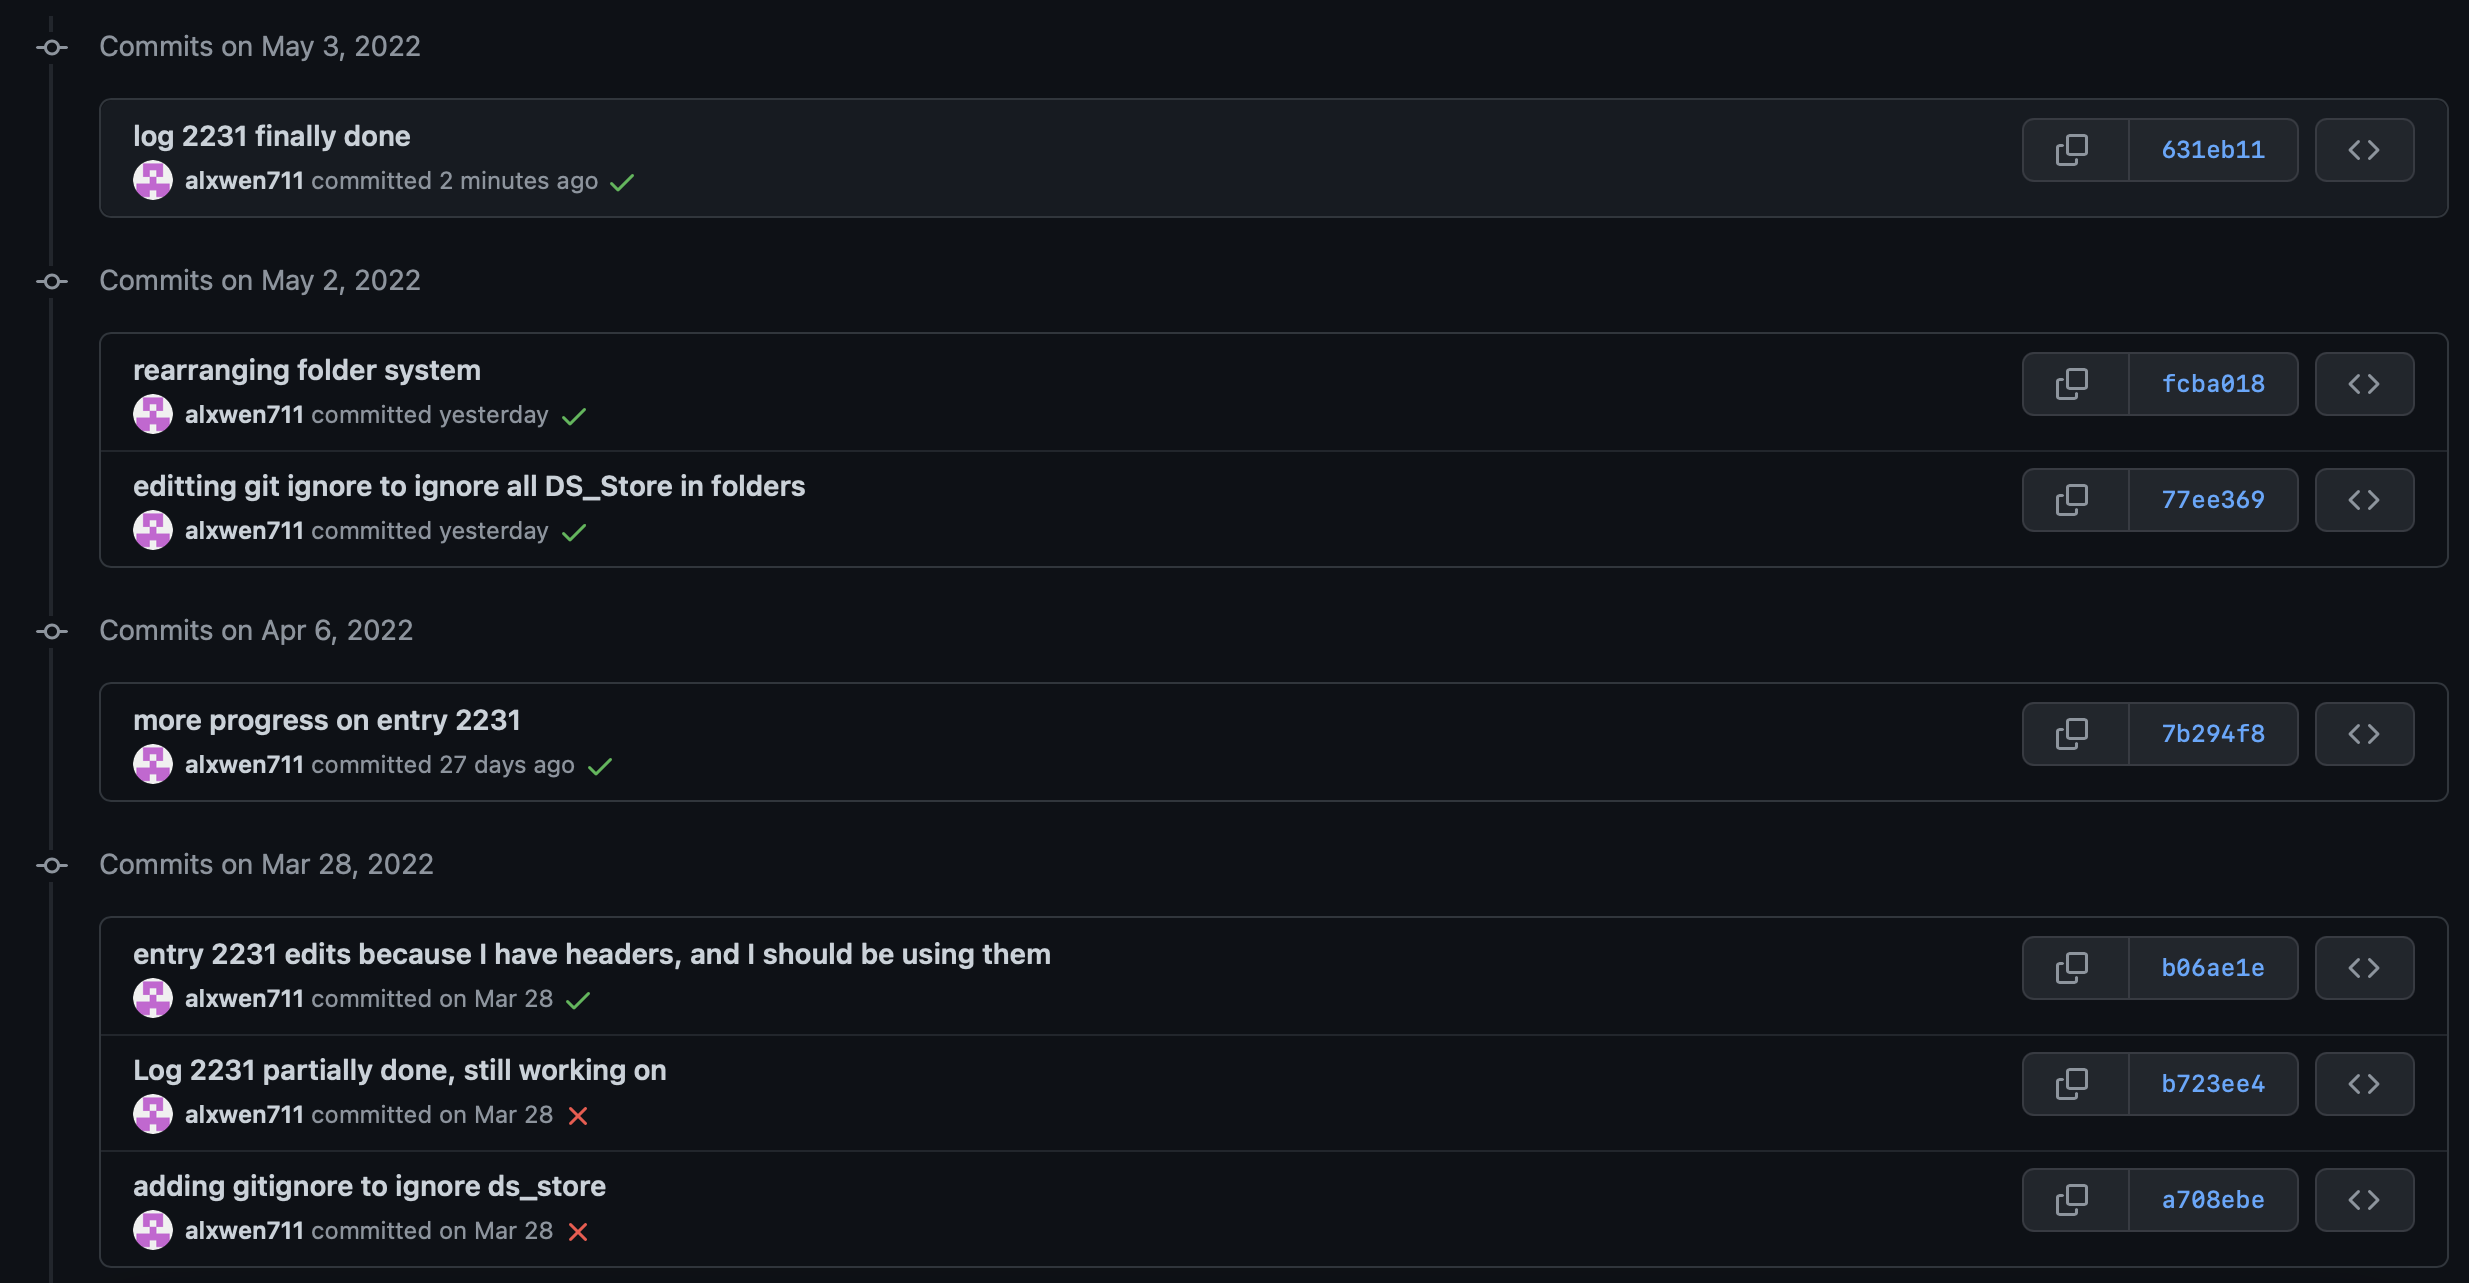 Commits on May 3, 2022
log 2231 finally done
alxwen711 committed 2 minutes ago
631eb11
Commits on May 2, 2022
rearranging folder system
alxwen711 committed yesterday
fcba018
editting git ignore to ignore all DS_Store in folders
alxwen711 committed yesterday
77ee369
Commits on Apr 6, 2022
more progress on entry 2231
alxwen711 committed 27 days ago
7b294f8
Commits on Mar 28, 2022
entry 2231 edits because I have headers, and I should be using them
alxwen711 committed on Mar 28
b06ae1e
Log 2231 partially done, still working on
alxwen711 committed on Mar 28
b723ee4
adding gitignore to ignore ds_store
alxwen711 committed on Mar 28
a708ebe